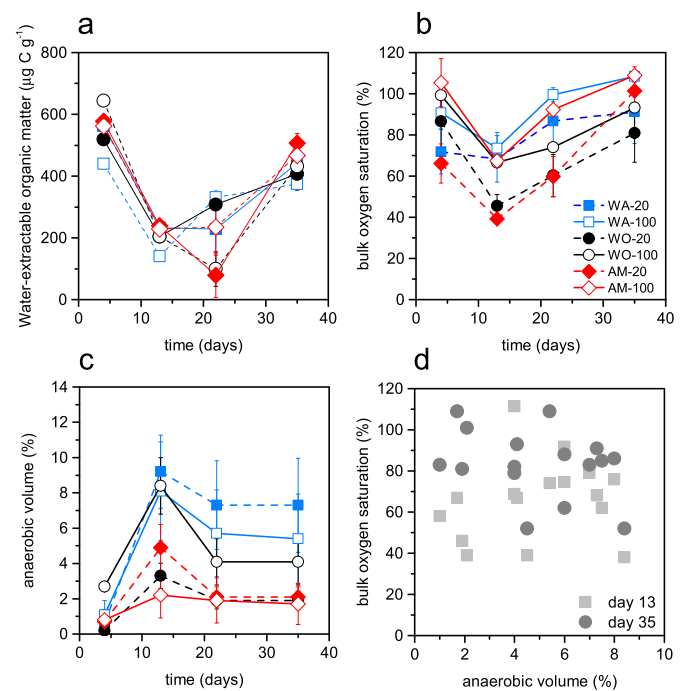 a
Water-extractable organic matter (µg C g⁻¹)
800
600
400
200
0
0 10 20 30 40
time (days)
b
bulk oxygen saturation (%)
120
100
80
60
40
20
0
WA-20
WA-100
WO-20
WO-100
AM-20
AM-100
0 10 20 30 40
time (days)
c
anaerobic volume (%)
14
12
10
8
6
4
2
0
0 10 20 30 40
time (days)
d
bulk oxygen saturation (%)
120
100
80
60
40
20
0
day 13
day 35
0 2 4 6 8 10
anaerobic volume (%)